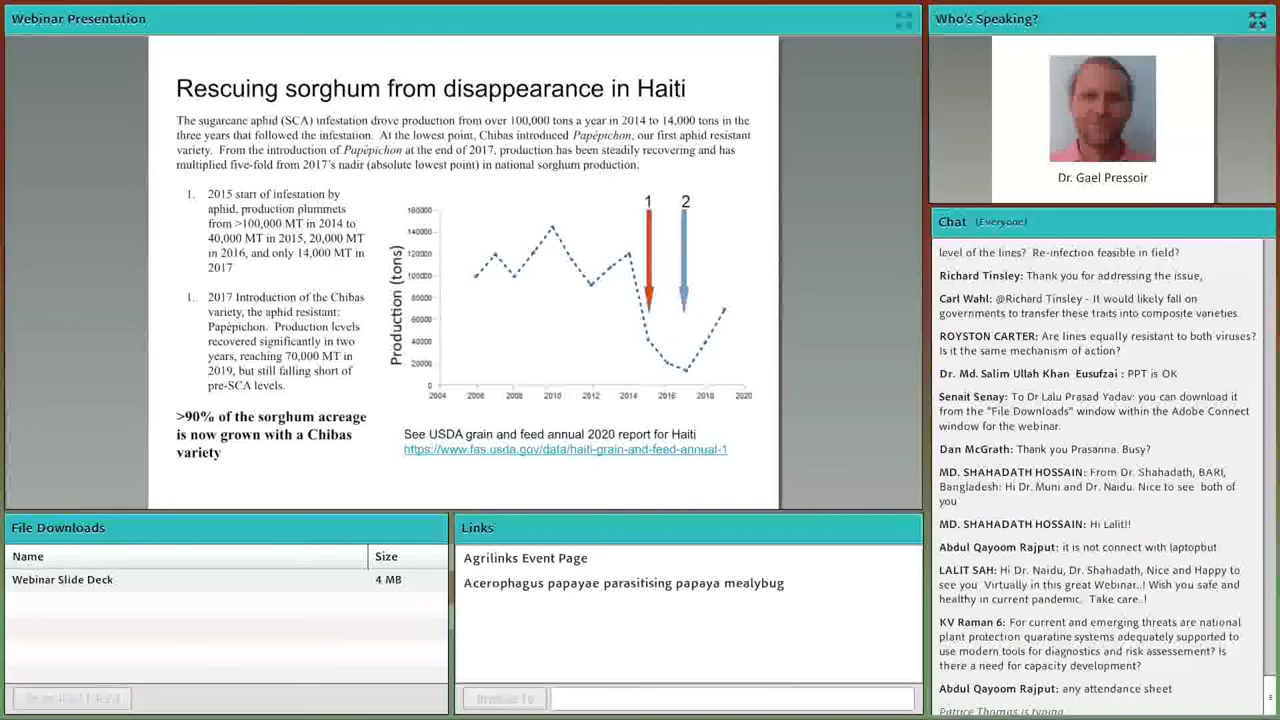 Webinar Presentation
Rescuing sorghum from disappearance in Haiti
The sugarcane aphid (SCA) infestation drove production from over 100,000 tons a year in 2014 to 14,000 tons in the
three years that followed the infestation. At the lowest point, Chibas introduced Papèpichon, our first aphid resistant
variety. From the introduction of Papèpichon at the end of 2017, production has been steadily recovering and has
multiplied five-fold from 2017's nadir (absolute lowest point) in national sorghum production.
1. 2015 start of infestation by
aphid, production plummets
from >100,000 MT in 2014 to
40,000 MT in 2015, 20,000 MT
in 2016, and only 14,000 MT in
2017
1. 2017 Introduction of the Chibas
variety, the aphid resistant:
Papèpichon. Production levels
recovered significantly in two
years, reaching 70,000 MT in
2019, but still falling short of
pre-SCA levels.
>90% of the sorghum acreage
is now grown with a Chibas
variety
1 2
Production (tons)
160000
140000
120000
100000
80000
60000
40000
20000
0
2004 2006 2008 2010 2012 2014 2016 2018 2020
See USDA grain and feed annual 2020 report for Haiti
https://www.fas.usda.gov/data/haiti-grain-and-feed-annual-1
Who's Speaking?
Dr. Gael Pressoir
Chat (Everyone)
level of the lines? Re-infection feasible in field?
Richard Tinsley: Thank you for addressing the issue,
Carl Wahl: @Richard Tinsley - It would likely fall on
governments to transfer these traits into composite varieties.
ROYSTON CARTER: Are lines equally resistant to both viruses?
Is it the same mechanism of action?
Dr. Md. Salim Ullah Khan Eusufzai : PPT is OK
Senait Senay: To Dr Lalu Prasad Yadav: you can download it
from the "File Downloads" window within the Adobe Connect
window for the webinar.
Dan McGrath: Thank you Prasanna. Busy?
MD. SHAHADATH HOSSAIN: From Dr. Shahadath, BARI,
Bangladesh: Hi Dr. Muni and Dr. Naidu. Nice to see both of
you
MD. SHAHADATH HOSSAIN: Hi Lalit!!
Abdul Qayoom Rajput: it is not connect with laptopbut
LALIT SAH: Hi Dr. Naidu, Dr. Shahadath, Nice and Happy to
see you Virtually in this great Webinar..! Wish you safe and
healthy in current pandemic. Take care..!
KV Raman 6: For current and emerging threats are national
plant protection quaratine systems adequately supported to
use modern tools for diagnostics and risk assessement? Is
there a need for capacity development?
Abdul Qayoom Rajput: any attendance sheet
Patrice Thomas is typing
File Downloads
Name Size
Webinar Slide Deck 4 MB
Links
Agrilinks Event Page
Acerophagus papayae parasitising papaya mealybug
Browse To